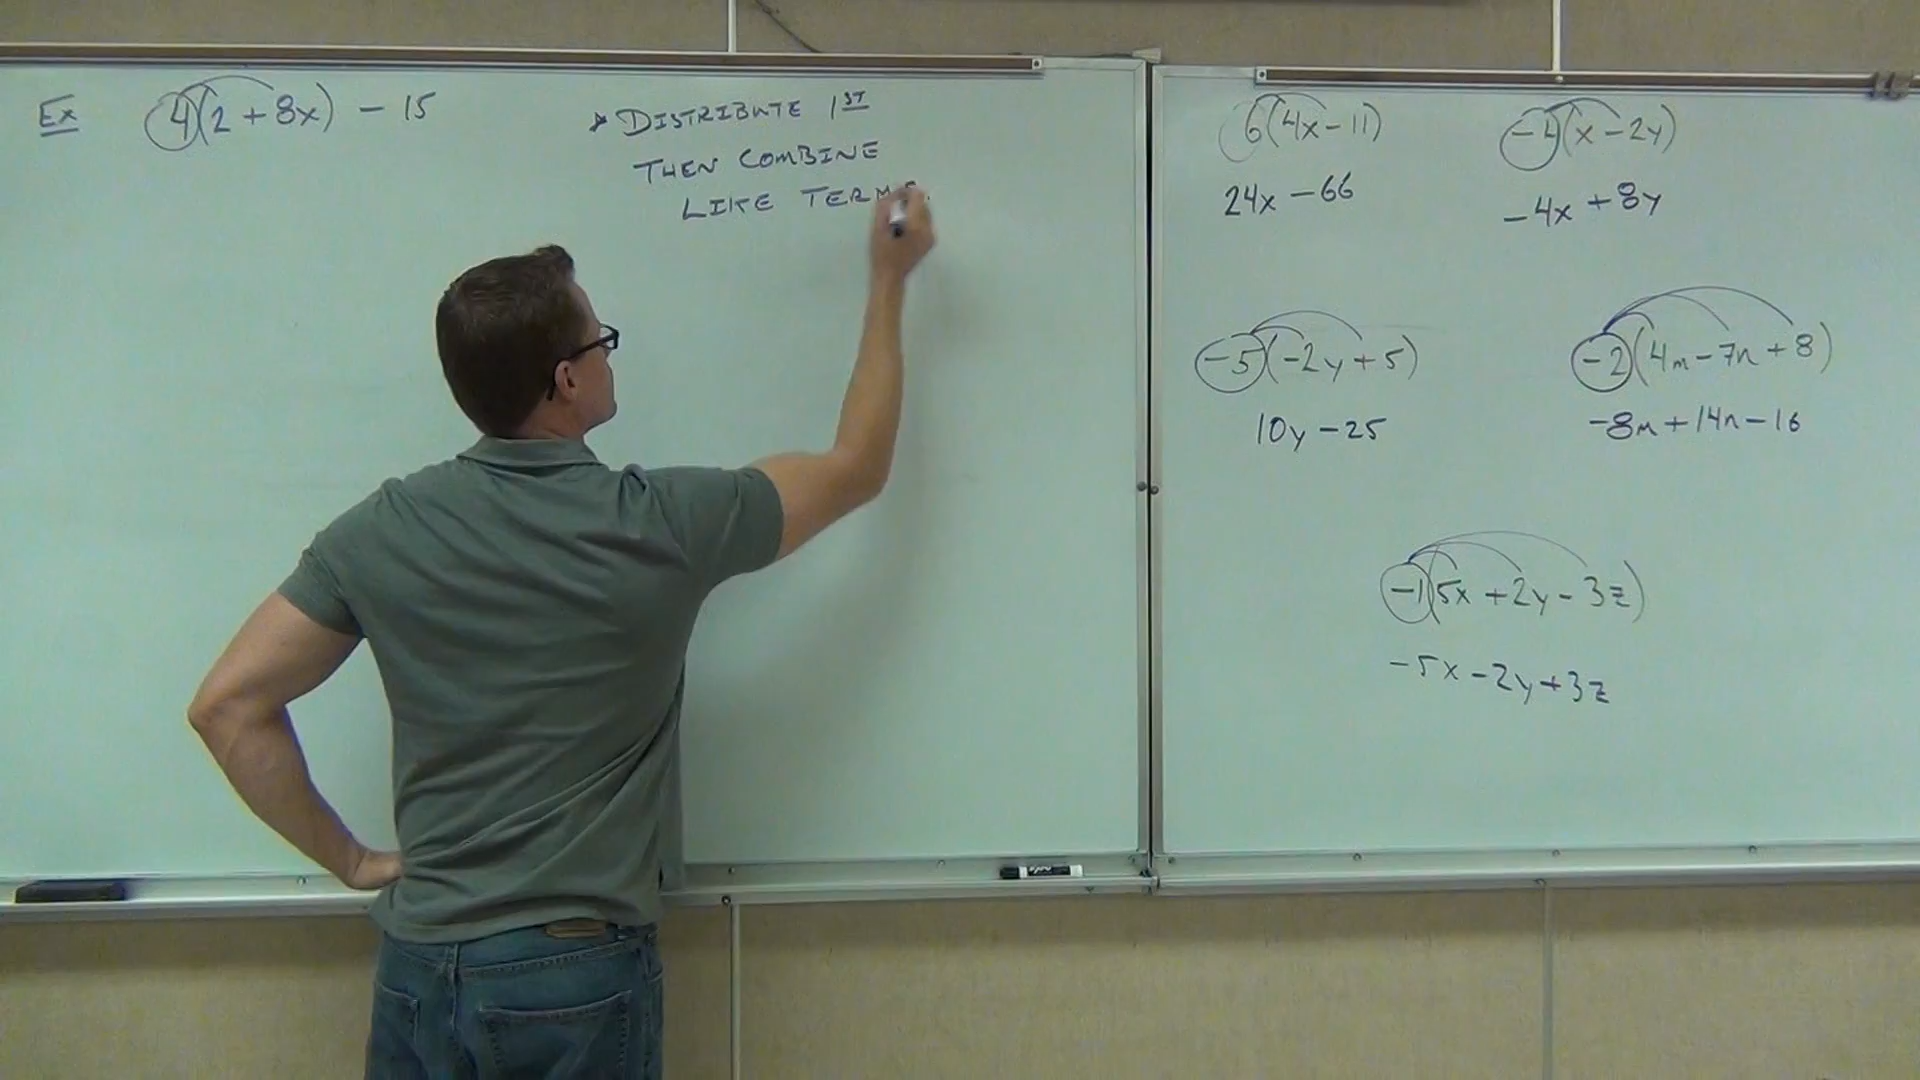 Ex 4(2 + 8x) - 15
DISTRIBUTE 1ST
THEN COMBINE
LIKE TERMS
6(4x - 11)
24x - 66
-4(x - 2y)
-4x + 8y
-5(-2y + 5)
10y - 25
-2(4m - 7n + 8)
-8m + 14n - 16
-1(5x + 2y - 3z)
-5x - 2y + 3z